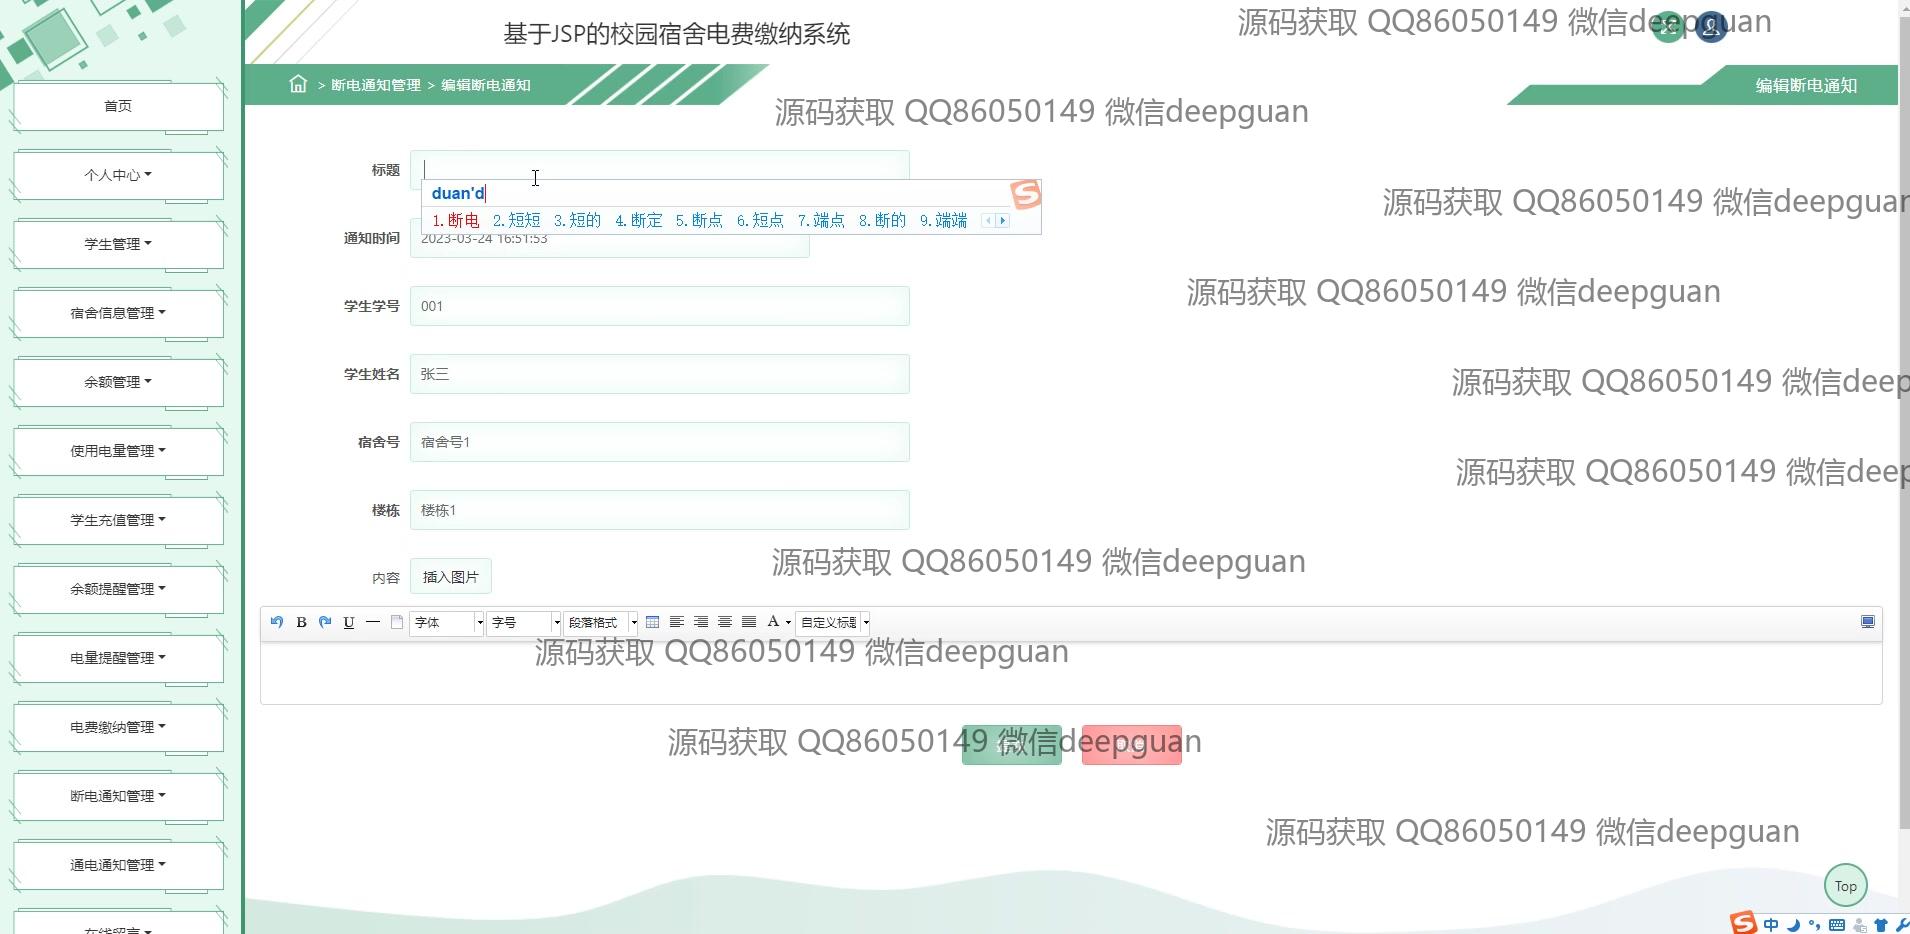 基于JSP的校园宿舍电费缴纳系统
源码获取 QQ86050149 微信deepguan
> 断电通知管理 > 编辑断电通知
编辑断电通知
源码获取 QQ86050149 微信deepguan
首页
个人中心
学生管理
宿舍信息管理
余额管理
使用电量管理
学生充值管理
余额提醒管理
电量提醒管理
电费缴纳管理
断电通知管理
通电通知管理
在线留言
标题
duan'd
1.断电 2.短短 3.短的 4.断定 5.断点 6.短点 7.端点 8.断的 9.端端
源码获取 QQ86050149 微信deepguan
通知时间 2023-03-24 16:51:53
源码获取 QQ86050149 微信deepguan
学生学号 001
学生姓名 张三
源码获取 QQ86050149 微信deep
宿舍号 宿舍号1
源码获取 QQ86050149 微信deep
楼栋 楼栋1
源码获取 QQ86050149 微信deepguan
内容 插入图片
B U 字体 字号 段落格式 A 自定义标题
源码获取 QQ86050149 微信deepguan
源码获取 QQ86050149 微信deepguan
源码获取 QQ86050149 微信deepguan
Top
S 中